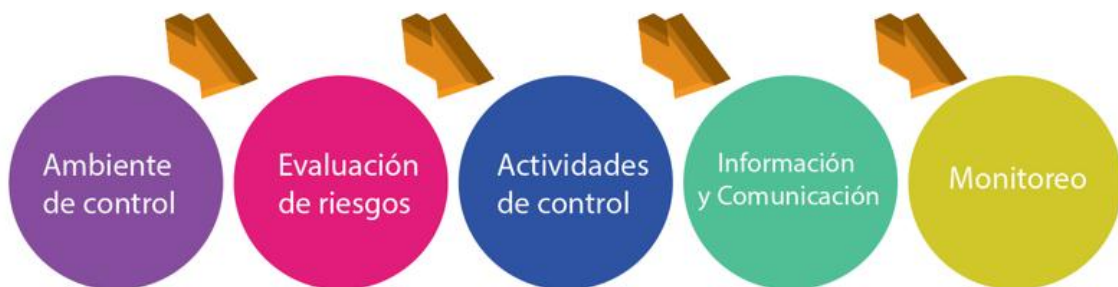 Ambiente
de control
Evaluación
de riesgos
Actividades
de control
Información
y Comunicación
Monitoreo